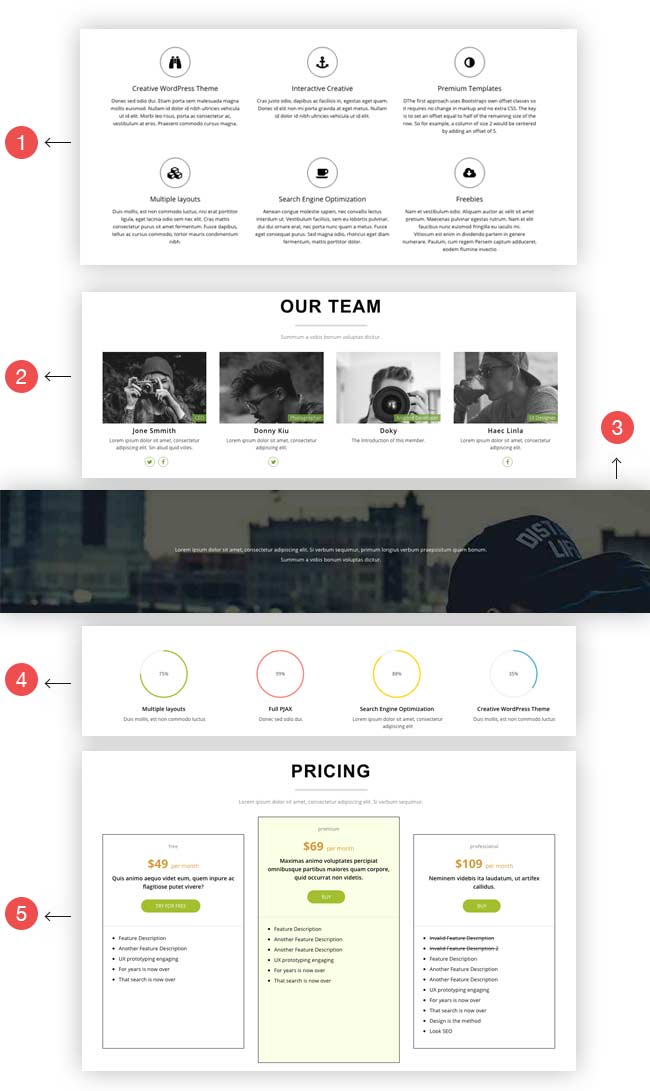 Creative WordPress Theme
Donec sed odio dui. Etiam porta sem malesuada magna
mollis euismod. Nullam id dolor id nibh ultricies vehicula
ut id elit. Morbi leo risus, porta ac consectetur ac,
vestibulum at eros. Praesent commodo cursus magna.
Interactive Creative
Cras justo odio, dapibus ac facilisis in, egestas eget quam.
Donec id elit non mi porta gravida at eget metus. Nullam
id dolor id nibh ultricies vehicula ut id elit.
Premium Templates
DThe first approach uses Bootstraps own offset classes so
it requires no change in markup and no extra CSS. The key
is to set an offset equal to half of the remaining size of the
row. So for example, a column of size 2 would be centered
by adding an offset of 5.
1
Multiple layouts
Duis mollis, est non commodo luctus, nisi erat porttitor
ligula, eget lacinia odio sem nec elit. Cras mattis
consectetur purus sit amet fermentum. Fusce dapibus,
tellus ac cursus commodo, tortor mauris condimentum
nibh.
Search Engine Optimization
Aenean congue molestie sapien, nec convallis lectus
interdum ut. Vestibulum facilisis, sem eu lobortis pulvinar,
dui dui ornare erat, nec porta nunc quam a metus. Fusce
eget consequat purus. Sed magna odio, rhoncus eget diam
fermentum, mattis porttitor dolor.
Freebies
Nam et vestibulum odio. Aliquam auctor ac velit sit amet
pretium. Maecenas pulvinar egestas rutrum. Nam et elit
faucibus nunc euismod fringilla eu iaculis mi.
Vitiosum est enim in dividendo partem in genere
numerare. Paulum, cum regem Persem captum adduceret,
eodem flumine invectio
OUR TEAM
Summum a vobis bonum voluptas dicitur.
2
CEO
Photographer
UI Designer
Jone Smmith
Lorem ipsum dolor sit amet, consectetur
adipiscing elit. Sin aliud quid voles.
Donny Kiu
Lorem ipsum dolor sit amet, consectetur
adipiscing elit.
Doky
The Introduction of this member.
Haec Linla
Lorem ipsum dolor sit amet, consectetur
adipiscing elit.
3
Lorem ipsum dolor sit amet, consectetur adipiscing elit. Si verbum sequimur, primum longius verbum praepositum quam bonum.
Summum a vobis bonum voluptas dicitur.
4
75%
Multiple layouts
Duis mollis, est non commodo luctus
99%
Full PJAX
Donec sed odio dui.
88%
Search Engine Optimization
Lorem ipsum dolor sit amet, consectetur
adipiscing elit
35%
Creative WordPress Theme
Duis mollis, est non commodo luctus
PRICING
Lorem ipsum dolor sit amet, consectetur adipiscing elit. Si verbum sequimur.
5
free
$49 per month
Quis animo aequo videt eum, quem inpure ac
flagitiose putet vivere?
TRY FOR FREE
Feature Description
Another Feature Description
UX prototyping engaging
For years is now over
That search is now over
premium
$69 per month
Maximas animo voluptates percipiat
omnibusque partibus maiores quam corpore,
quid occurrat non videtis.
BUY
Feature Description
Another Feature Description
Another Feature Description
UX prototyping engaging
For years is now over
That search is now over
professional
$109 per month
Neminem videbis ita laudatum, ut artifex
callidus.
BUY
Invalid Feature Description
Invalid Feature Description 2
Feature Description
Another Feature Description
Another Feature Description
UX prototyping engaging
For years is now over
That search is now over
Design is the method
Look SEO